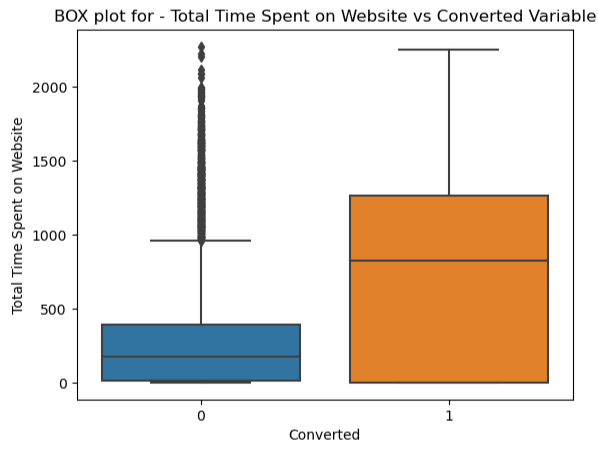 BOX plot for - Total Time Spent on Website vs Converted Variable
2000
1500
1000
500
0
Total Time Spent on Website
0 1
Converted